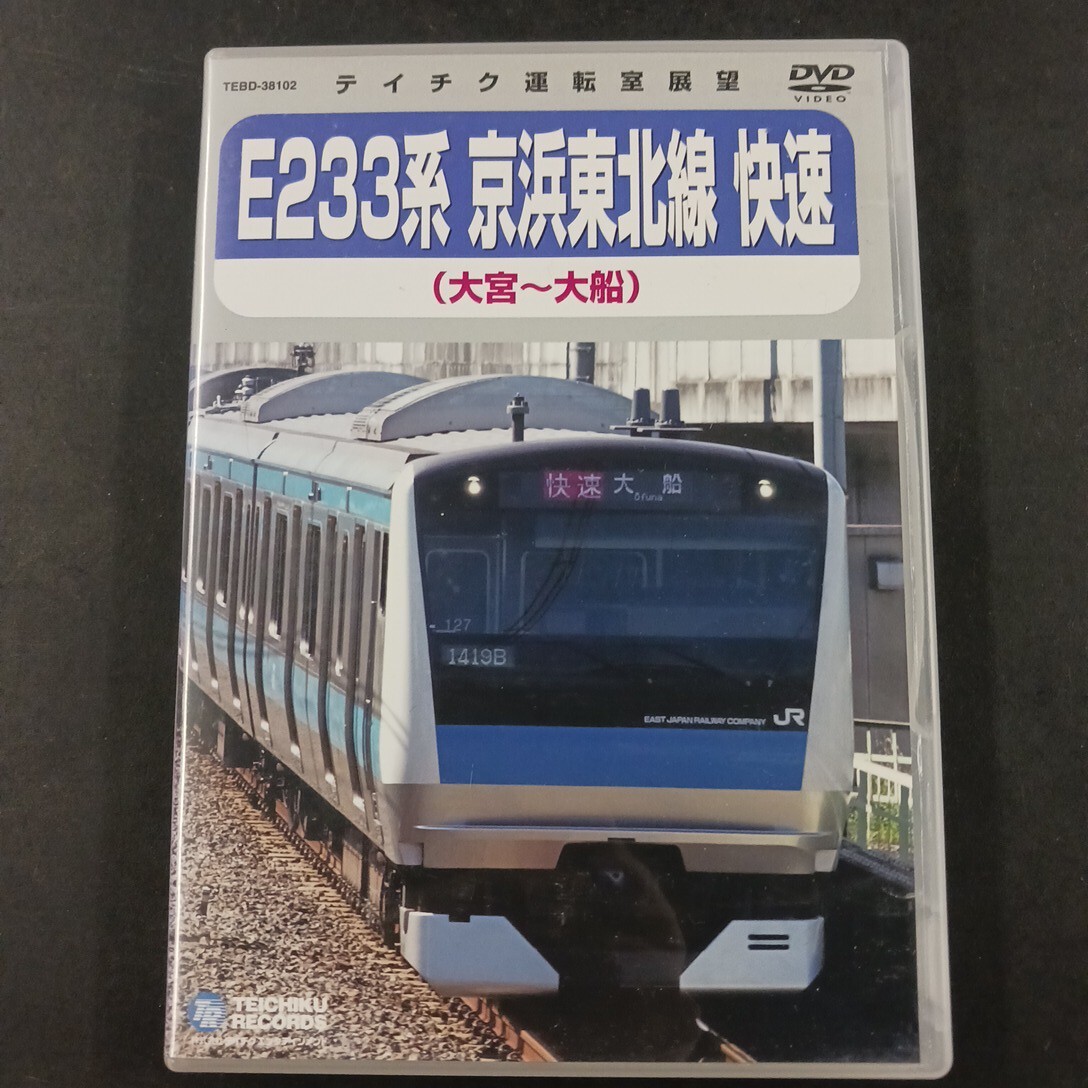 TEBD-38102 テイチク運転室展望 DVD
VIDEO
E233系 京浜東北線 快速
（大宮～大船）
快速 大船
Ōfuna
127
1419B
EAST JAPAN RAILWAY COMPANY JR
TEICHIKU
RECORDS